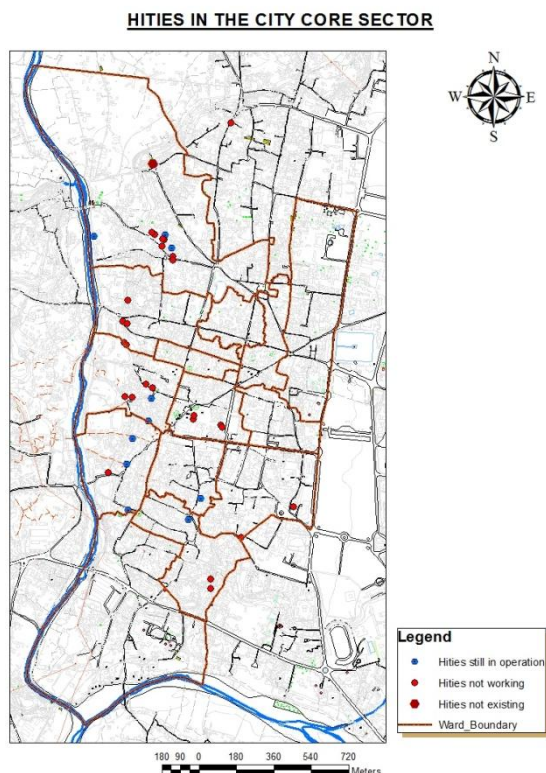 HITIES IN THE CITY CORE SECTOR
N
W E
S
Legend
Hities still in operation
Hities not working
Hities not existing
Ward_Boundary
180 90 0 180 360 540 720
Meters